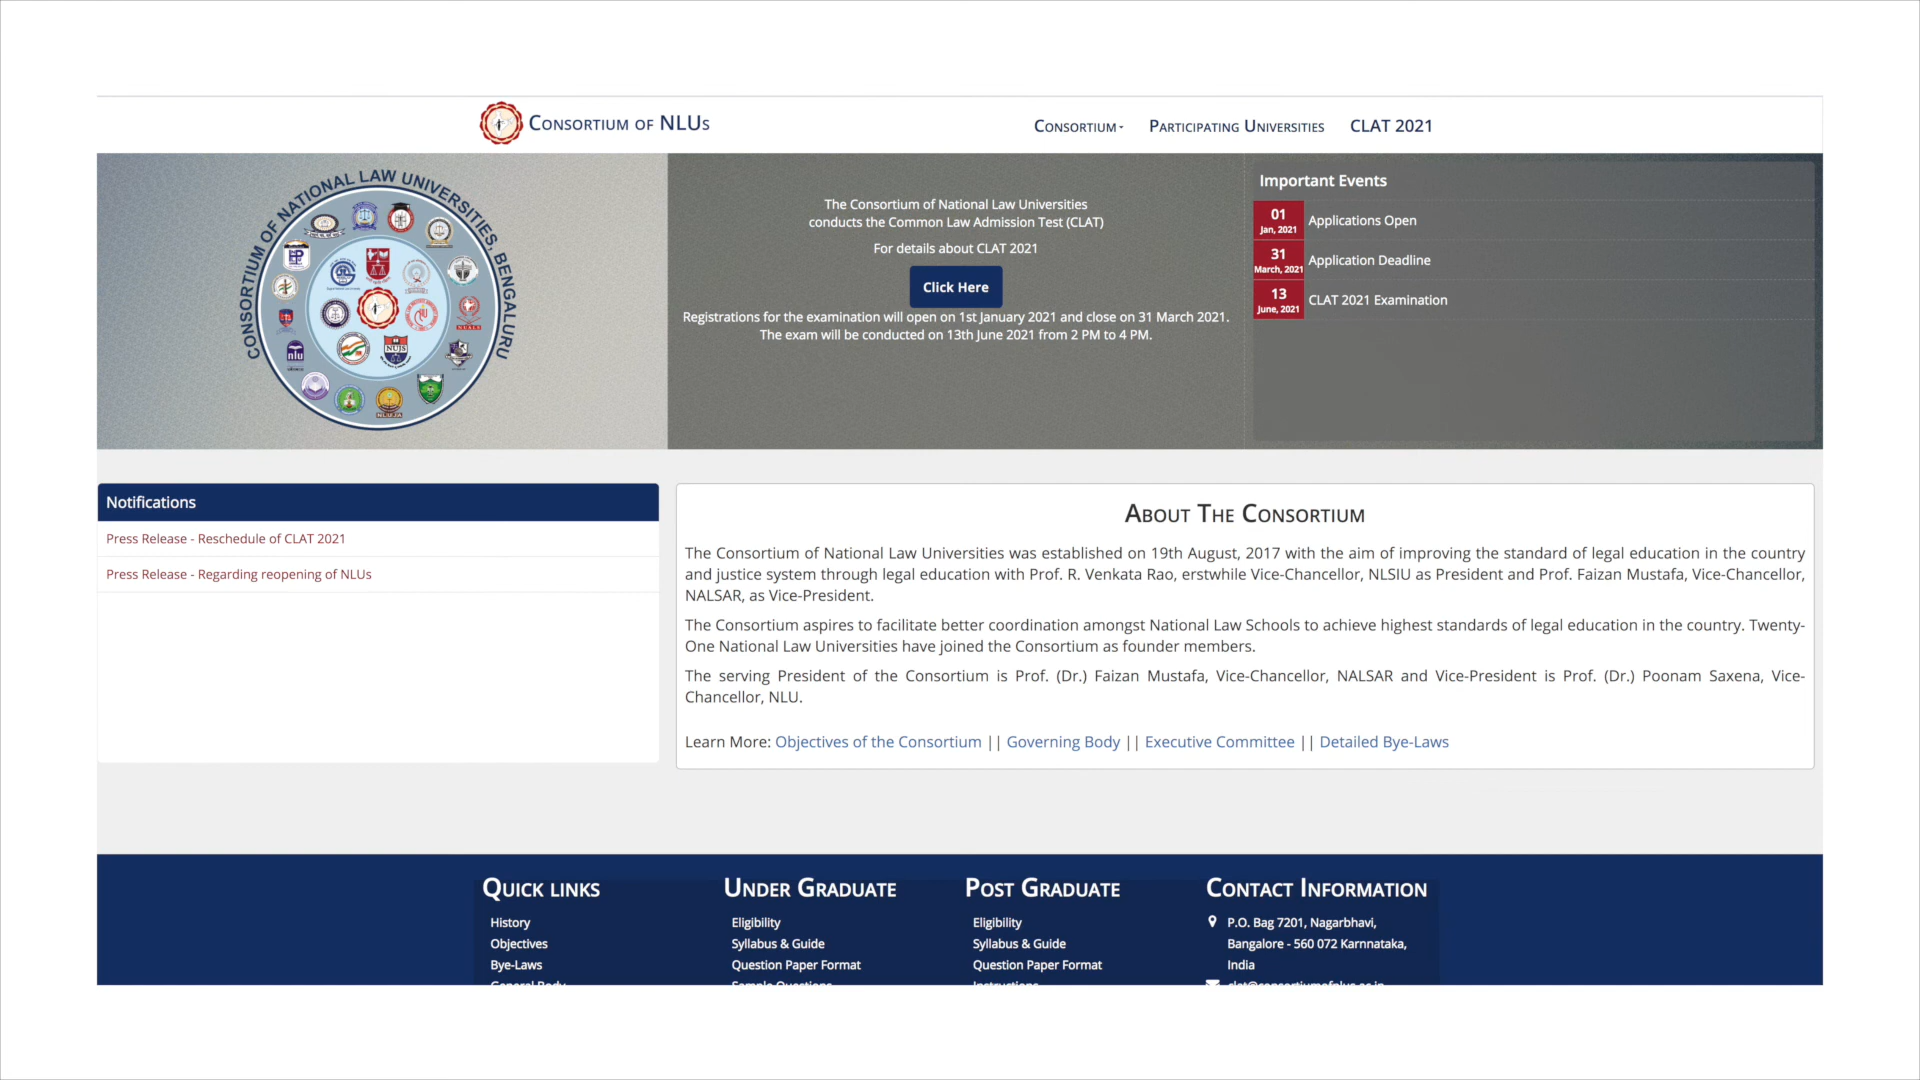 Consortium of NLUs
Consortium
Participating Universities
CLAT 2021
CONSORTIUM OF NATIONAL LAW UNIVERSITIES, BENGALURU
NUJS
nlu
NLUJA
NUALS
The Consortium of National Law Universities
conducts the Common Law Admission Test (CLAT)
For details about CLAT 2021
Click Here
Registrations for the examination will open on 1st January 2021 and close on 31 March 2021.
The exam will be conducted on 13th June 2021 from 2 PM to 4 PM.
Important Events
01 Jan, 2021 Applications Open
31 March, 2021 Application Deadline
13 June, 2021 CLAT 2021 Examination
Notifications
Press Release - Reschedule of CLAT 2021
Press Release - Regarding reopening of NLUs
About The Consortium
The Consortium of National Law Universities was established on 19th August, 2017 with the aim of improving the standard of legal education in the country
and justice system through legal education with Prof. R. Venkata Rao, erstwhile Vice-Chancellor, NLSIU as President and Prof. Faizan Mustafa, Vice-Chancellor,
NALSAR, as Vice-President.
The Consortium aspires to facilitate better coordination amongst National Law Schools to achieve highest standards of legal education in the country. Twenty-
One National Law Universities have joined the Consortium as founder members.
The serving President of the Consortium is Prof. (Dr.) Faizan Mustafa, Vice-Chancellor, NALSAR and Vice-President is Prof. (Dr.) Poonam Saxena, Vice-
Chancellor, NLU.
Learn More: Objectives of the Consortium || Governing Body || Executive Committee || Detailed Bye-Laws
Quick links
History
Objectives
Bye-Laws
General Body
Under Graduate
Eligibility
Syllabus & Guide
Question Paper Format
Sample Questions
Post Graduate
Eligibility
Syllabus & Guide
Question Paper Format
Instructions
Contact Information
P.O. Bag 7201, Nagarbhavi,
Bangalore - 560 072 Karnnataka,
India
clat@consortiumofnlus.ac.in